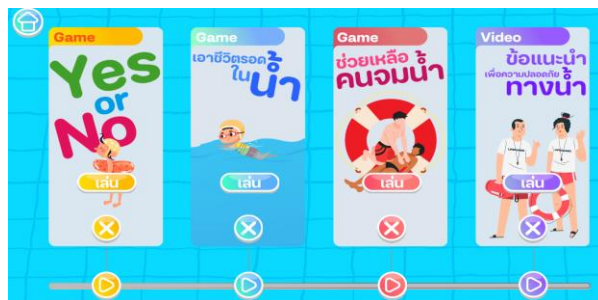 Game
Yes
or
No
เล่น
Game
เอาชีวิตรอด
ในน้ำ
เล่น
Game
ช่วยเหลือ
คนจมน้ำ
เล่น
Video
ข้อแนะนำ
เพื่อความปลอดภัย
ทางน้ำ
เล่น